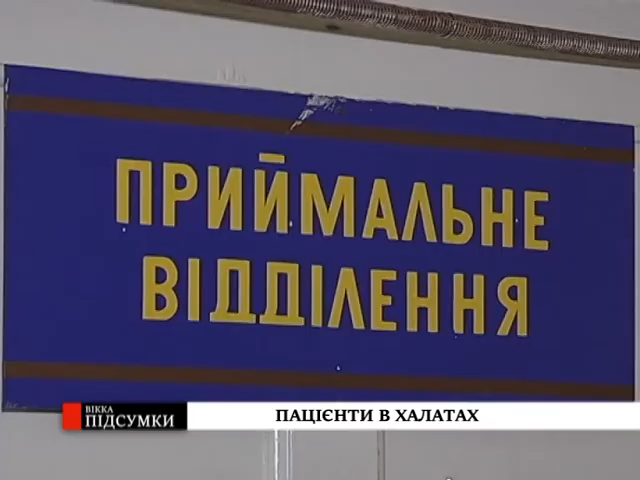 ПРИЙМАЛЬНЕ
ВІДДІЛЕННЯ
ВІККА
ПІДСУМКИ
ПАЦІЄНТИ В ХАЛАТАХ